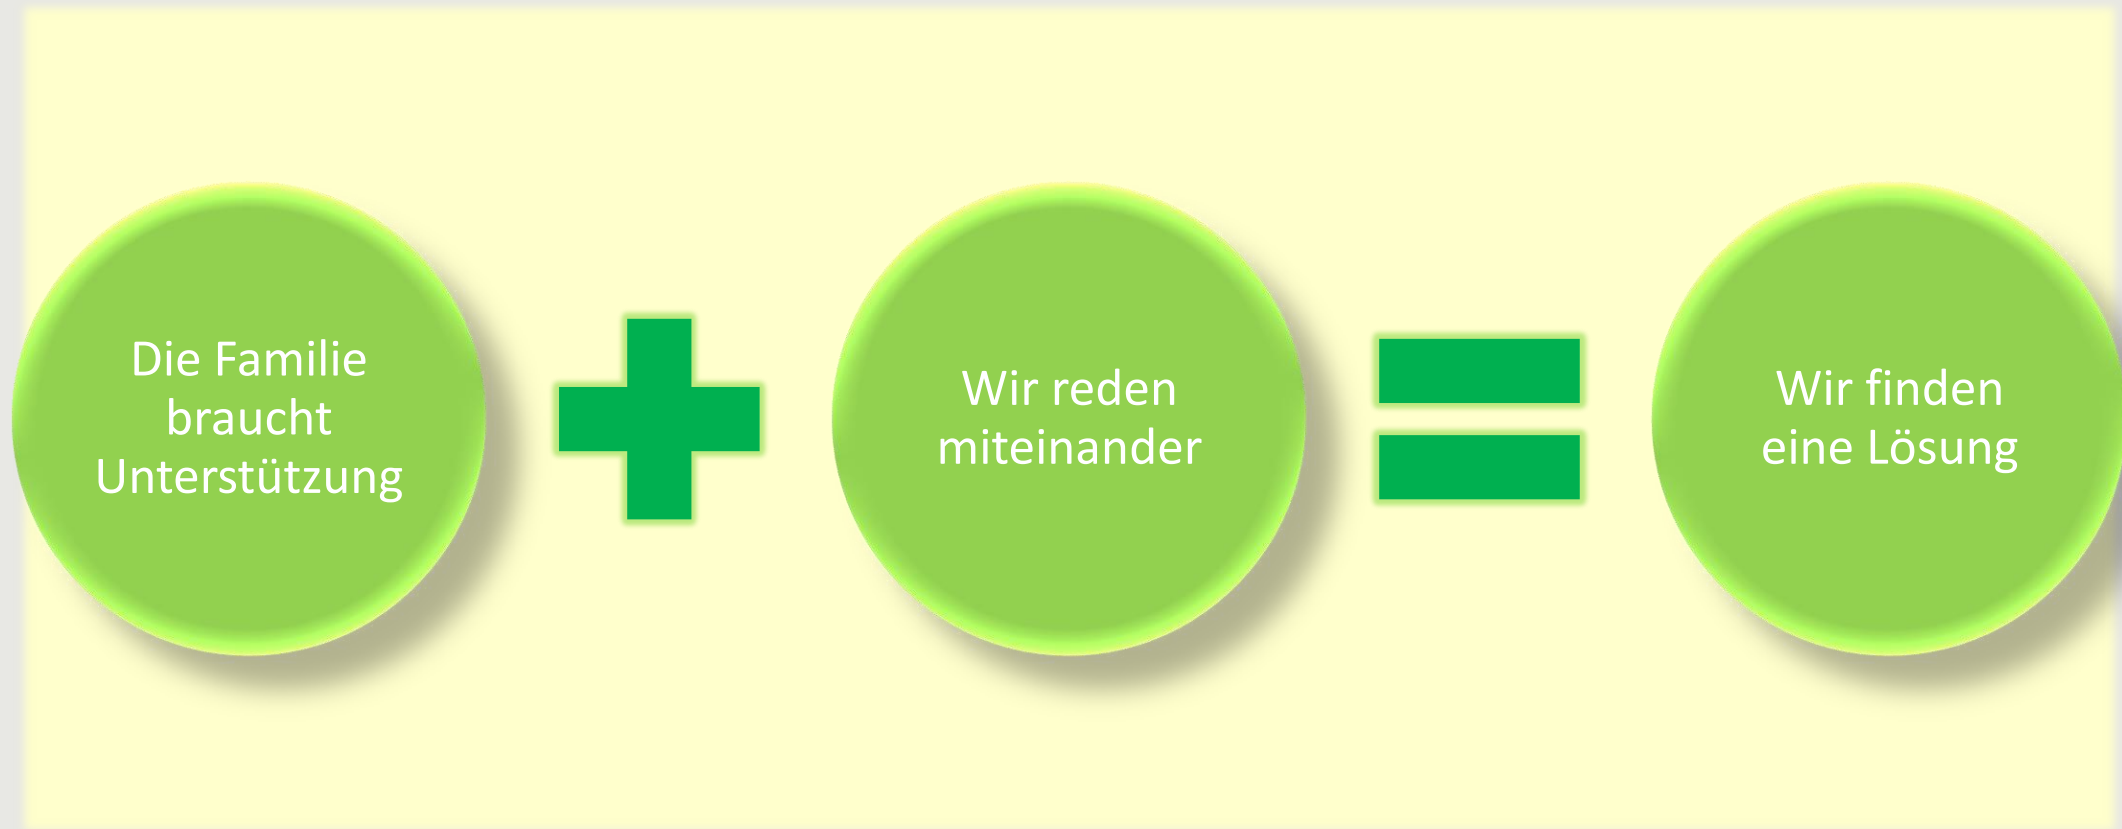 Die Familie
braucht
Unterstützung
Wir reden
miteinander
Wir finden
eine Lösung